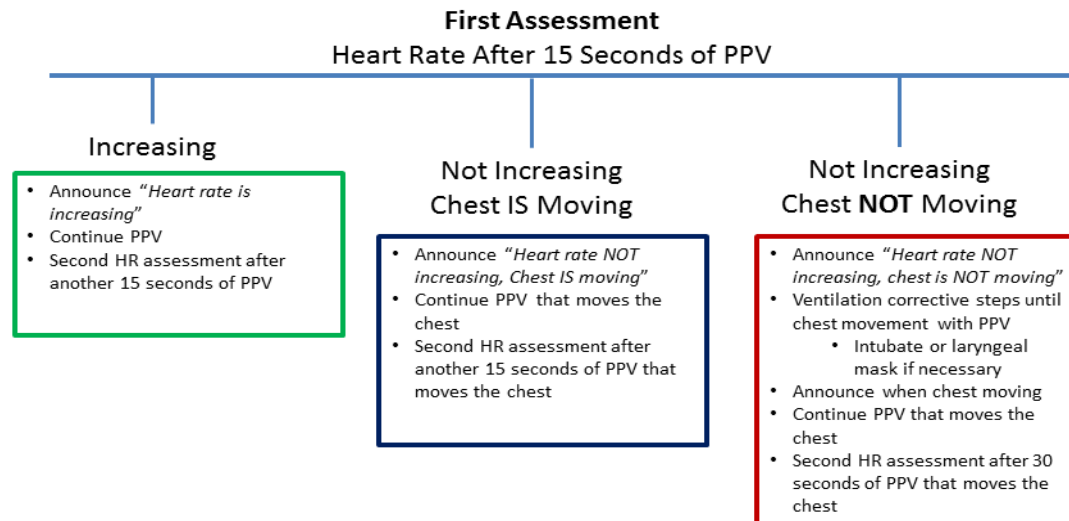 First Assessment
Heart Rate After 15 Seconds of PPV
Increasing
• Announce “Heart rate is
increasing”
• Continue PPV
• Second HR assessment after
another 15 seconds of PPV
Not Increasing
Chest IS Moving
• Announce “Heart rate NOT
increasing, Chest IS moving”
• Continue PPV that moves the
chest
• Second HR assessment after
another 15 seconds of PPV that
moves the chest
Not Increasing
Chest NOT Moving
• Announce “Heart rate NOT
increasing, chest is NOT moving”
• Ventilation corrective steps until
chest movement with PPV
• Intubate or laryngeal
mask if necessary
• Announce when chest moving
• Continue PPV that moves the
chest
• Second HR assessment after 30
seconds of PPV that moves the
chest